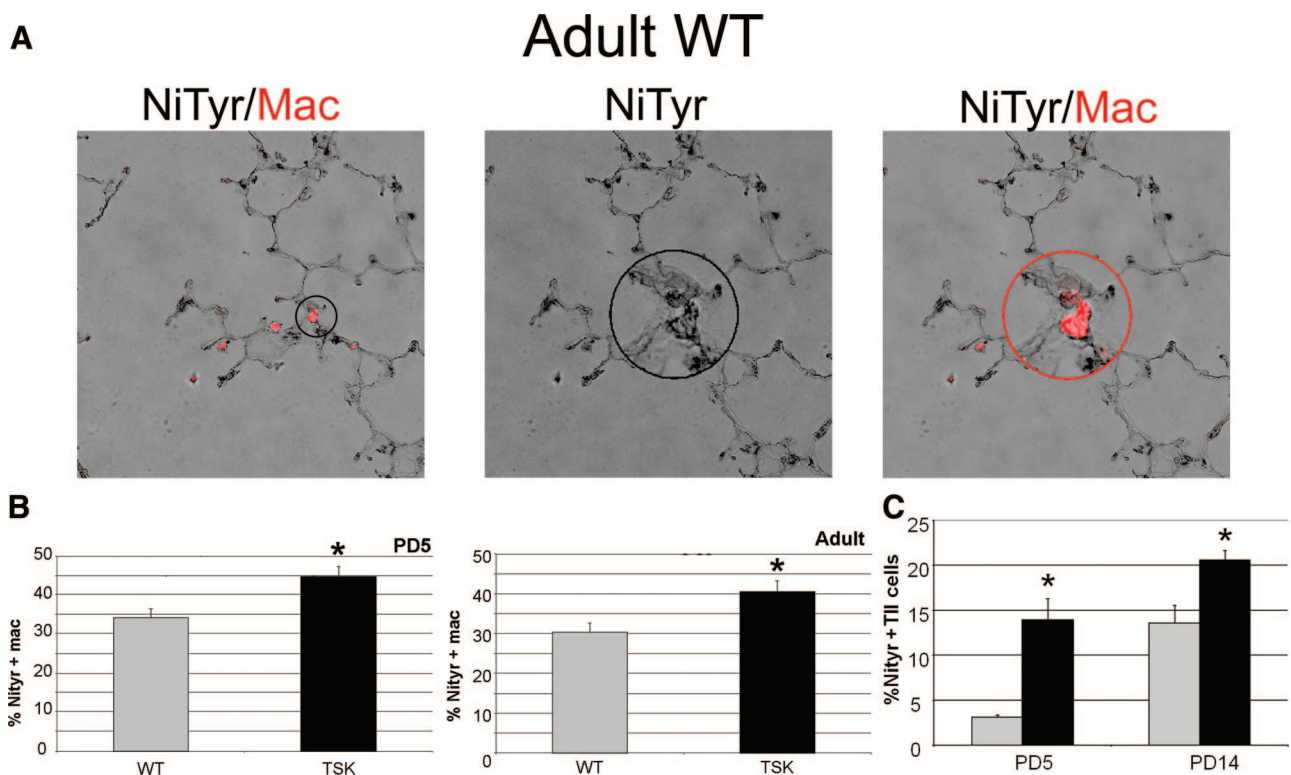 A
Adult WT
NiTyr/Mac
NiTyr
NiTyr/Mac
B
% Nityr + mac
50
40
30
20
10
0
PD5
*
WT
TSK
% Nityr + mac
50
40
30
20
10
0
Adult
*
WT
TSK
C
%Nityr + TII cells
25
20
15
10
5
0
*
*
PD5
PD14